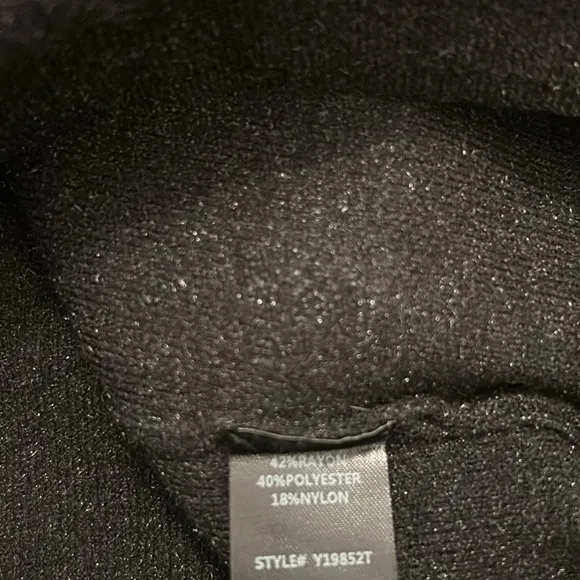 42%RAYON
40%POLYESTER
18%NYLON
STYLE# Y19852T